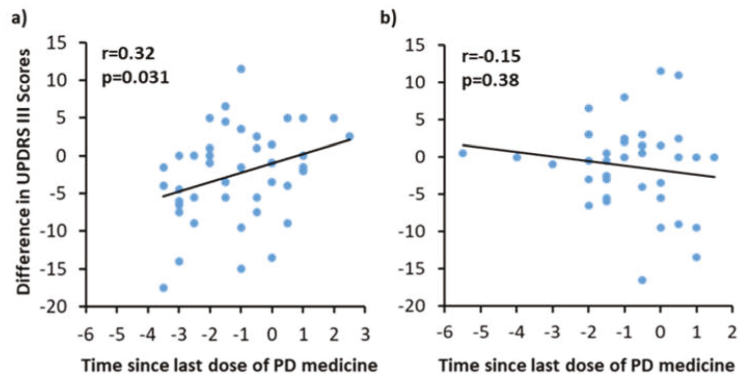 a)
r=0.32
p=0.031
Difference in UPDRS III Scores
15
10
5
0
-5
-10
-15
-20
-6 -5 -4 -3 -2 -1 0 1 2 3
Time since last dose of PD medicine
b)
r=-0.15
p=0.38
15
10
5
0
-5
-10
-15
-20
-6 -5 -4 -3 -2 -1 0 1 2
Time since last dose of PD medicine